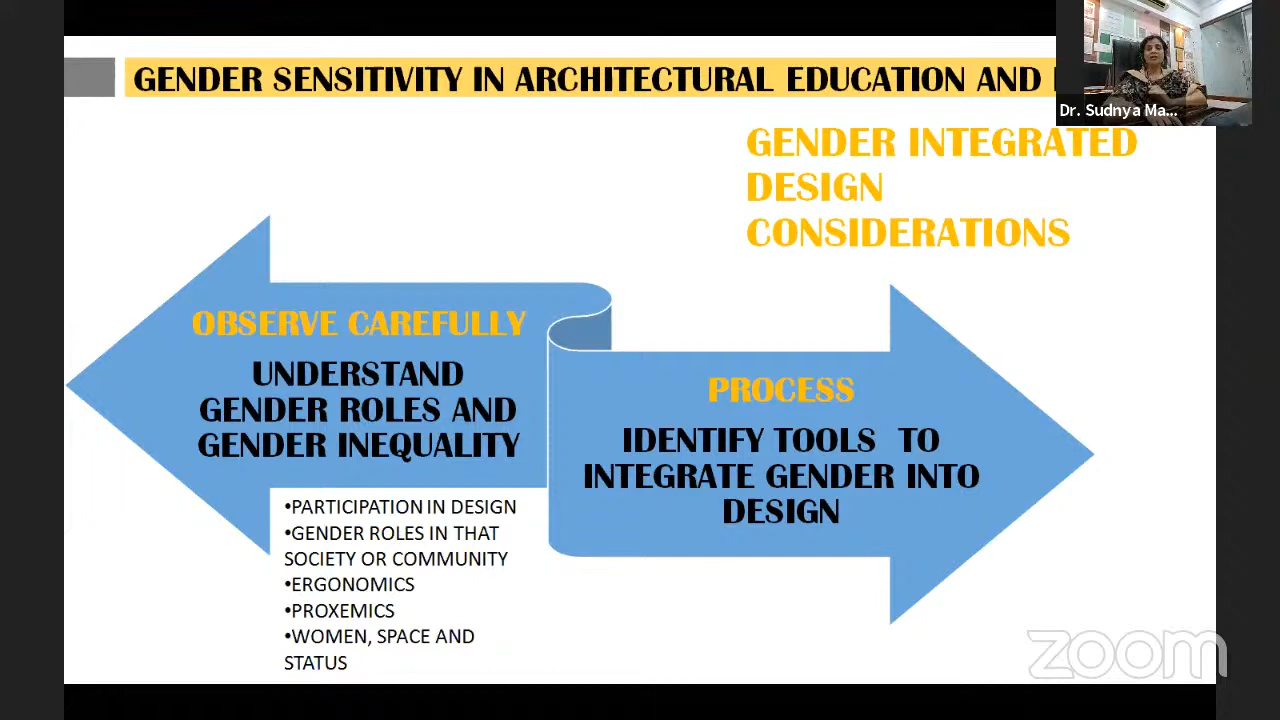 GENDER SENSITIVITY IN ARCHITECTURAL EDUCATION AND
Dr. Sudnya Ma...
GENDER INTEGRATED
DESIGN
CONSIDERATIONS
OBSERVE CAREFULLY
UNDERSTAND
GENDER ROLES AND
GENDER INEQUALITY
•PARTICIPATION IN DESIGN
•GENDER ROLES IN THAT
SOCIETY OR COMMUNITY
•ERGONOMICS
•PROXEMICS
•WOMEN, SPACE AND
STATUS
PROCESS
IDENTIFY TOOLS TO
INTEGRATE GENDER INTO
DESIGN
zoom